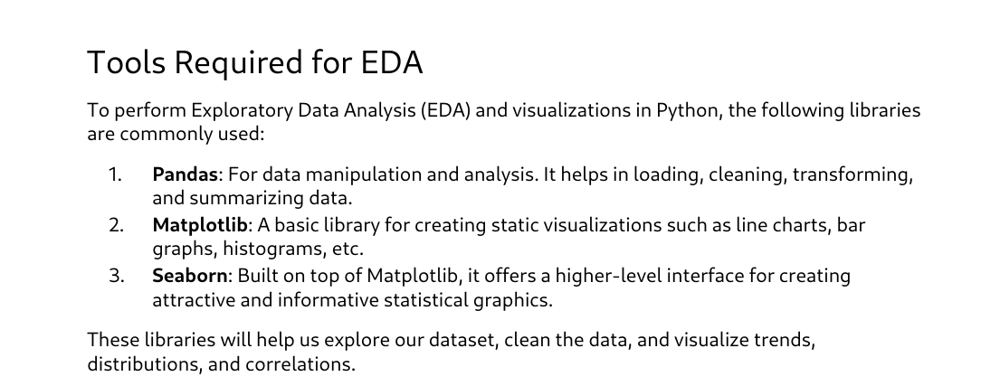 Tools Required for EDA
To perform Exploratory Data Analysis (EDA) and visualizations in Python, the following libraries
are commonly used:
1. Pandas: For data manipulation and analysis. It helps in loading, cleaning, transforming,
and summarizing data.
2. Matplotlib: A basic library for creating static visualizations such as line charts, bar
graphs, histograms, etc.
3. Seaborn: Built on top of Matplotlib, it offers a higher-level interface for creating
attractive and informative statistical graphics.
These libraries will help us explore our dataset, clean the data, and visualize trends,
distributions, and correlations.